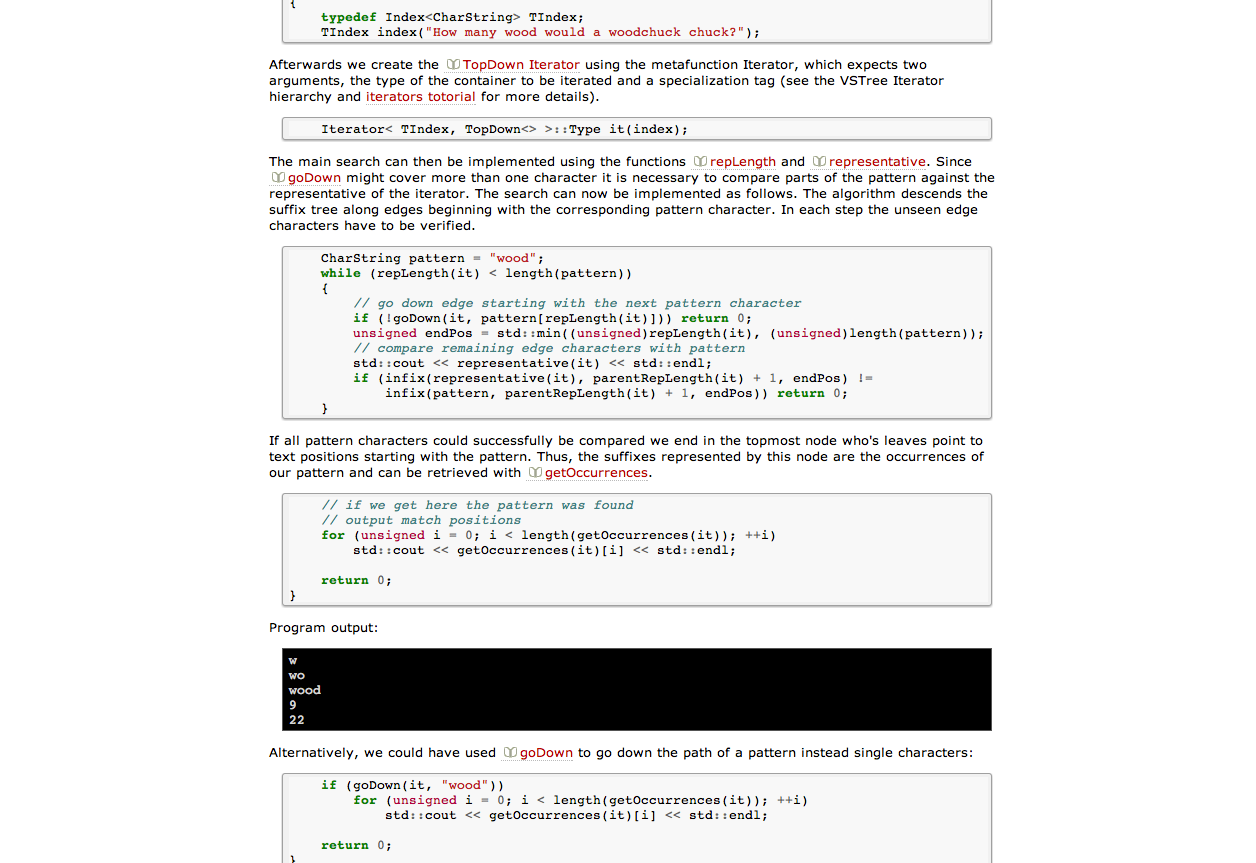 {
typedef Index<CharString> TIndex;
TIndex index("How many wood would a woodchuck chuck?");
Afterwards we create the TopDown Iterator using the metafunction Iterator, which expects two
arguments, the type of the container to be iterated and a specialization tag (see the VSTree Iterator
hierarchy and iterators totorial for more details).
Iterator< TIndex, TopDown<> >::Type it(index);
The main search can then be implemented using the functions repLength and representative. Since
goDown might cover more than one character it is necessary to compare parts of the pattern against the
representative of the iterator. The search can now be implemented as follows. The algorithm descends the
suffix tree along edges beginning with the corresponding pattern character. In each step the unseen edge
characters have to be verified.
CharString pattern = "wood";
while (repLength(it) < length(pattern))
{
// go down edge starting with the next pattern character
if (!goDown(it, pattern[repLength(it)])) return 0;
unsigned endPos = std::min((unsigned)repLength(it), (unsigned)length(pattern));
// compare remaining edge characters with pattern
std::cout << representative(it) << std::endl;
if (infix(representative(it), parentRepLength(it) + 1, endPos) !=
infix(pattern, parentRepLength(it) + 1, endPos)) return 0;
}
If all pattern characters could successfully be compared we end in the topmost node who's leaves point to
text positions starting with the pattern. Thus, the suffixes represented by this node are the occurrences of
our pattern and can be retrieved with getOccurrences.
// if we get here the pattern was found
// output match positions
for (unsigned i = 0; i < length(getOccurrences(it)); ++i)
std::cout << getOccurrences(it)[i] << std::endl;
return 0;
}
Program output:
w
wo
wood
9
22
Alternatively, we could have used goDown to go down the path of a pattern instead single characters:
if (goDown(it, "wood"))
for (unsigned i = 0; i < length(getOccurrences(it)); ++i)
std::cout << getOccurrences(it)[i] << std::endl;
return 0;
}